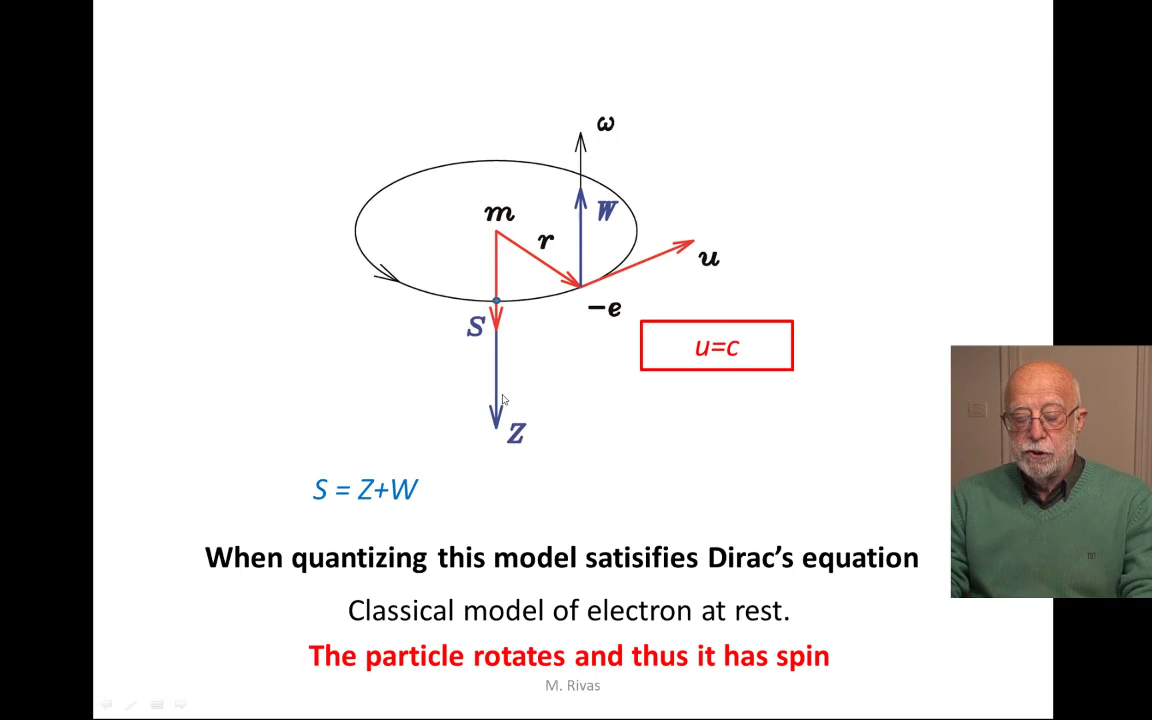 ω
m
W
r
u
−e
S
u=c
Z
S = Z+W
When quantizing this model satisifies Dirac's equation
Classical model of electron at rest.
The particle rotates and thus it has spin
M. Rivas